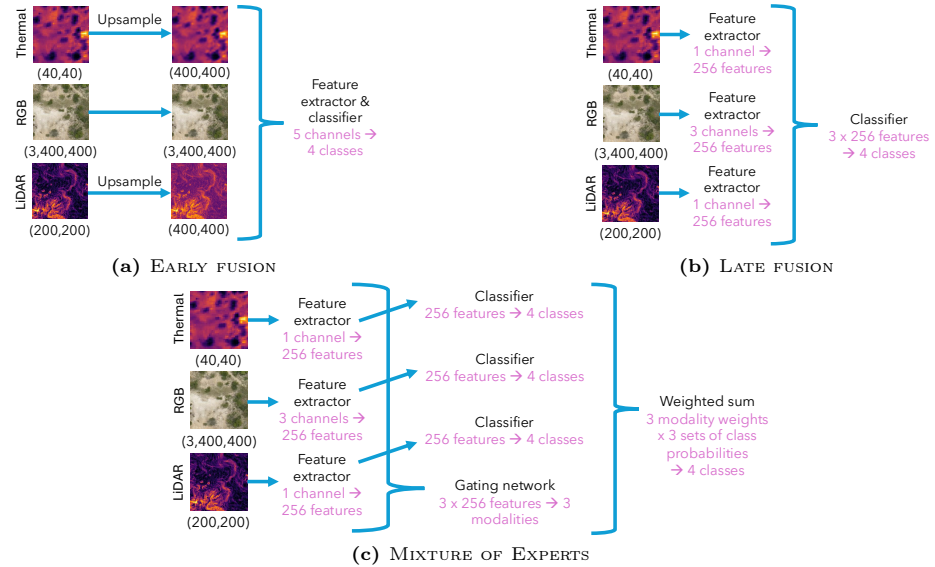 Thermal
Upsample
(40,40)
(400,400)
RGB
(3,400,400)
(3,400,400)
LiDAR
Upsample
(200,200)
(400,400)
Feature
extractor &
classifier
5 channels →
4 classes
(a) Early fusion
Thermal
(40,40)
Feature
extractor
1 channel →
256 features
RGB
(3,400,400)
Feature
extractor
3 channels →
256 features
LiDAR
(200,200)
Feature
extractor
1 channel →
256 features
Classifier
3 x 256 features
→ 4 classes
(b) Late fusion
Thermal
(40,40)
Feature
extractor
1 channel →
256 features
RGB
(3,400,400)
Feature
extractor
3 channels →
256 features
LiDAR
(200,200)
Feature
extractor
1 channel →
256 features
Classifier
256 features → 4 classes
Classifier
256 features → 4 classes
Classifier
256 features → 4 classes
Gating network
3 x 256 features → 3
modalities
Weighted sum
3 modality weights
x 3 sets of class
probabilities
→ 4 classes
(c) Mixture of Experts